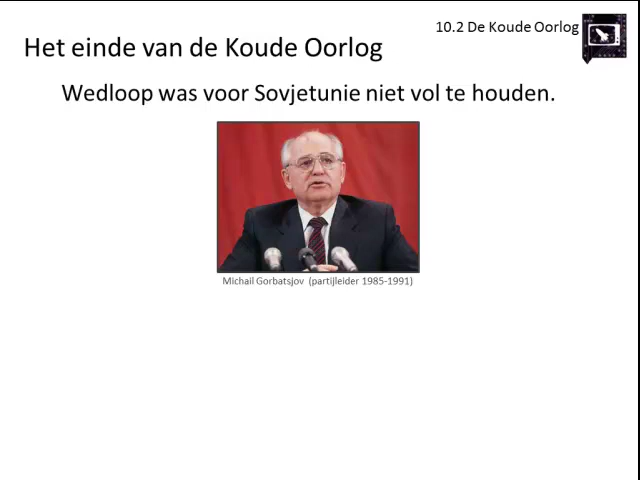 10.2 De Koude Oorlog
Het einde van de Koude Oorlog
Wedloop was voor Sovjetunie niet vol te houden.
Michail Gorbatsjov (partijleider 1985-1991)